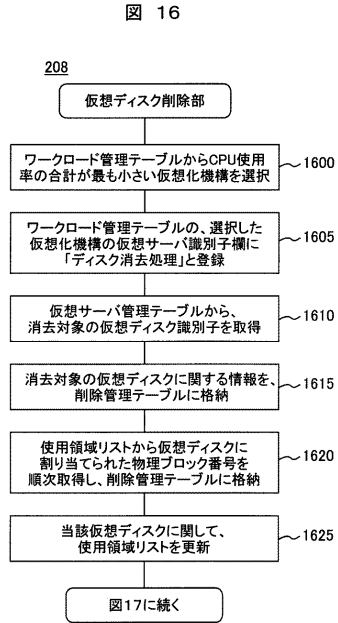 図 16
208
仮想ディスク削除部
ワークロード管理テーブルからCPU使用
率の合計が最も小さい仮想化機構を選択
1600
ワークロード管理テーブルの、選択した
仮想化機構の仮想サーバ識別子欄に
「ディスク消去処理」と登録
1605
仮想サーバ管理テーブルから、
消去対象の仮想ディスク識別子を取得
1610
消去対象の仮想ディスクに関する情報を、
削除管理テーブルに格納
1615
使用領域リストから仮想ディスクに
割り当てられた物理ブロック番号を
順次取得し、削除管理テーブルに格納
1620
当該仮想ディスクに関して、
使用領域リストを更新
1625
図17に続く